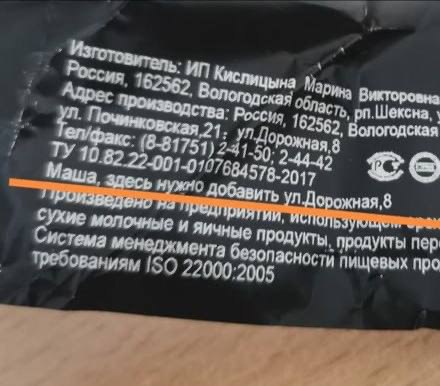 Изготовитель: ИП Кислицына Марина Викторовна
Россия, 162562, Вологодская область, рп.Шексна,
Адрес производства: Россия, 162562, Вологодская
ул. Починковская,21; ул.Дорожная,8
Тел/факс: (8-81751) 2-41-50; 2-44-42
ТУ 10.82.22-001-0107684578-2017
Маша, здесь нужно добавить ул.Дорожная,8
Произведено на предприятии, использующем
сухие молочные и яичные продукты, продукты пер
Система менеджмента безопасности пищевых про
требованиям ISO 22000:2005